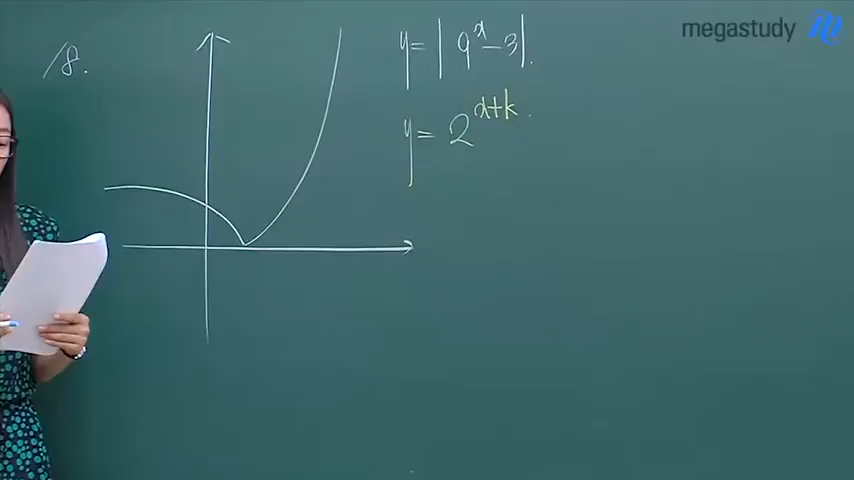 megastudy
18.
y = | 9^x - 3 |.
y = 2^{x+k}.